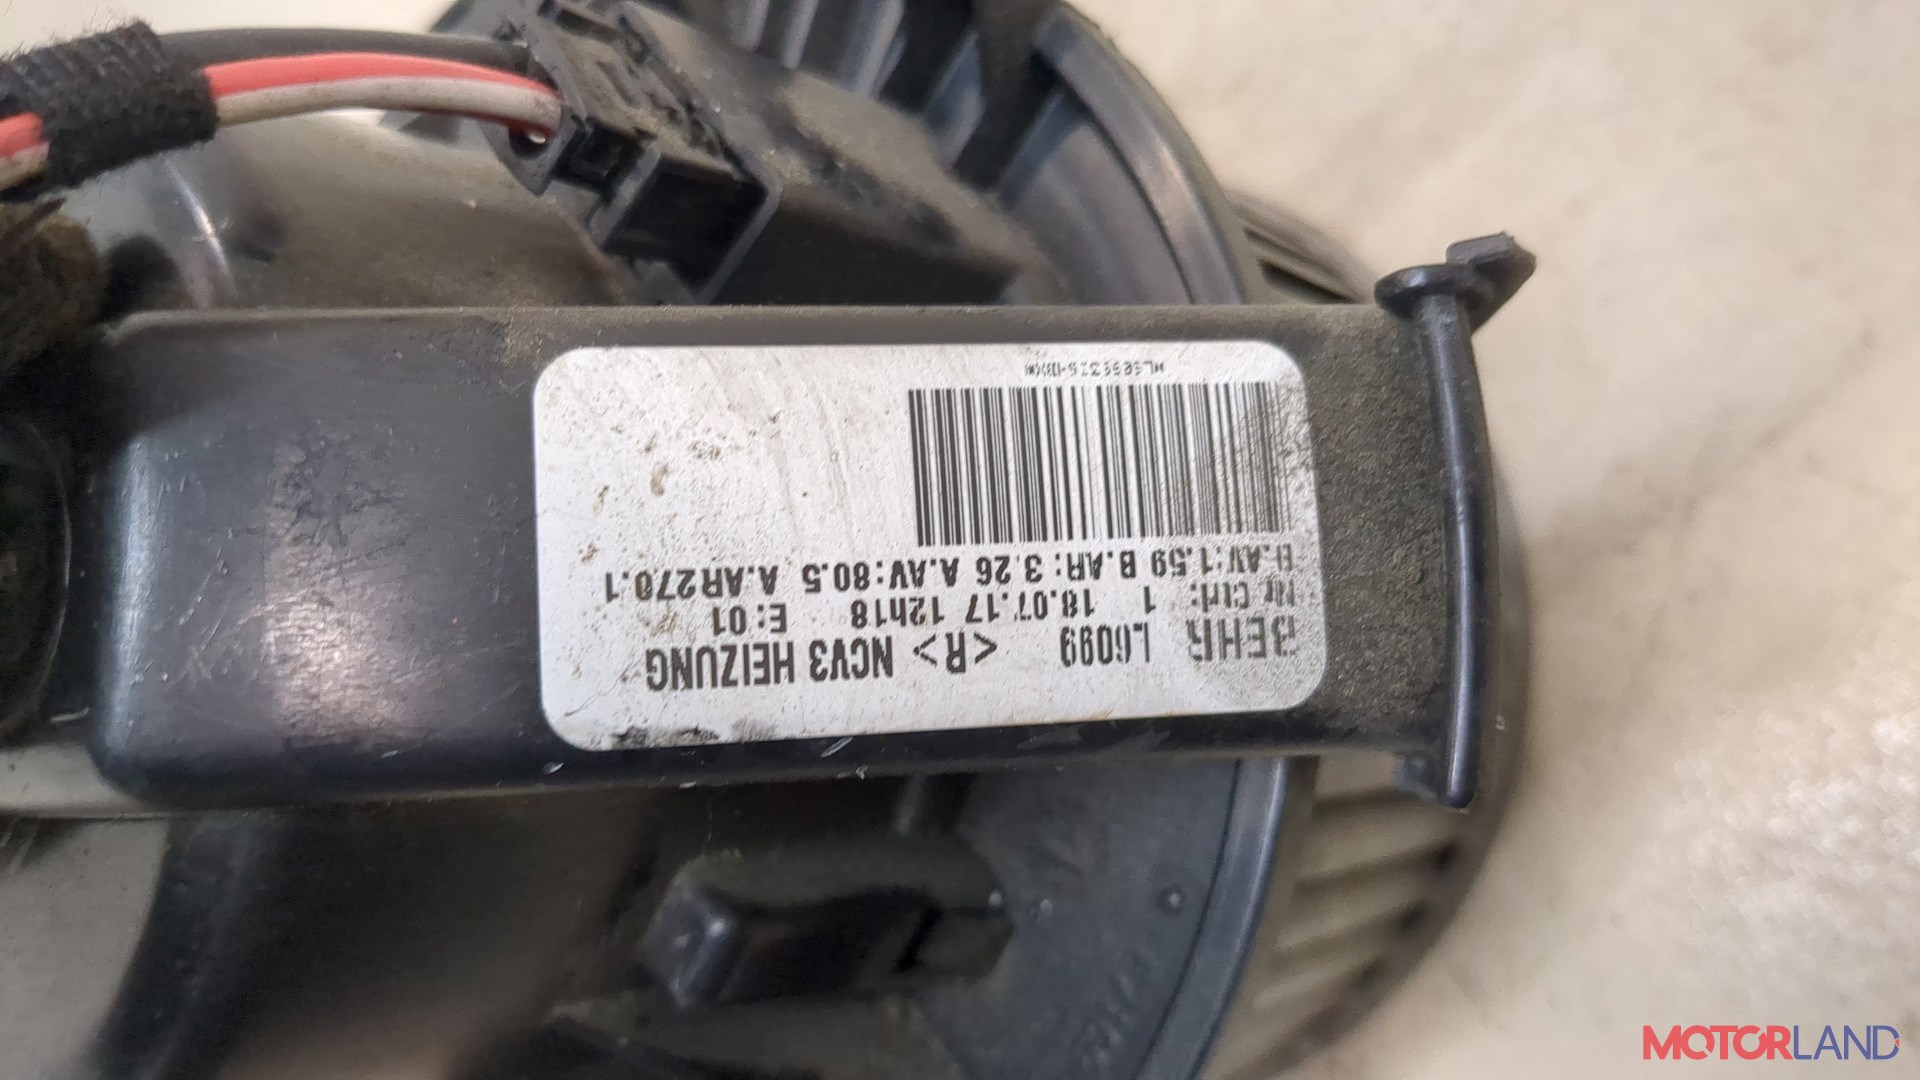 BEHR L6099 <R> NCV3 HEIZUNG
Nr Ctrl: 1 18.07.17 12h18 E:01
B.AV:1.59 B.AR: 3.26 A.AV:80.5 A.AR270.1
MOTORLAND